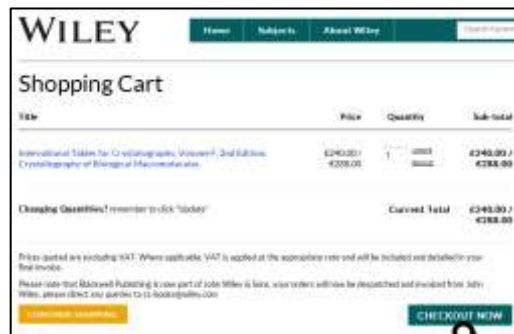 WILEY
Home Subjects About Wiley
Shopping Cart
Title Price Quantity Sub-total
International Tables for Crystallography, Volume F, 2nd Edition, £240.00 / 1 £240.00 /
Crystallography of Biological Macromolecules €288.00 €288.00
Changing Quantities? remember to click "Update" Current Total £240.00 /
€288.00
Prices quoted are excluding VAT. Where applicable, VAT is applied at the appropriate rate and will be included and detailed in your
final invoice.
Please note that Blackwell Publishing is now part of John Wiley & Sons, your orders will now be despatched and invoiced from John
Wiley, please direct any queries to cs-books@wiley.com
CONTINUE SHOPPING CHECKOUT NOW